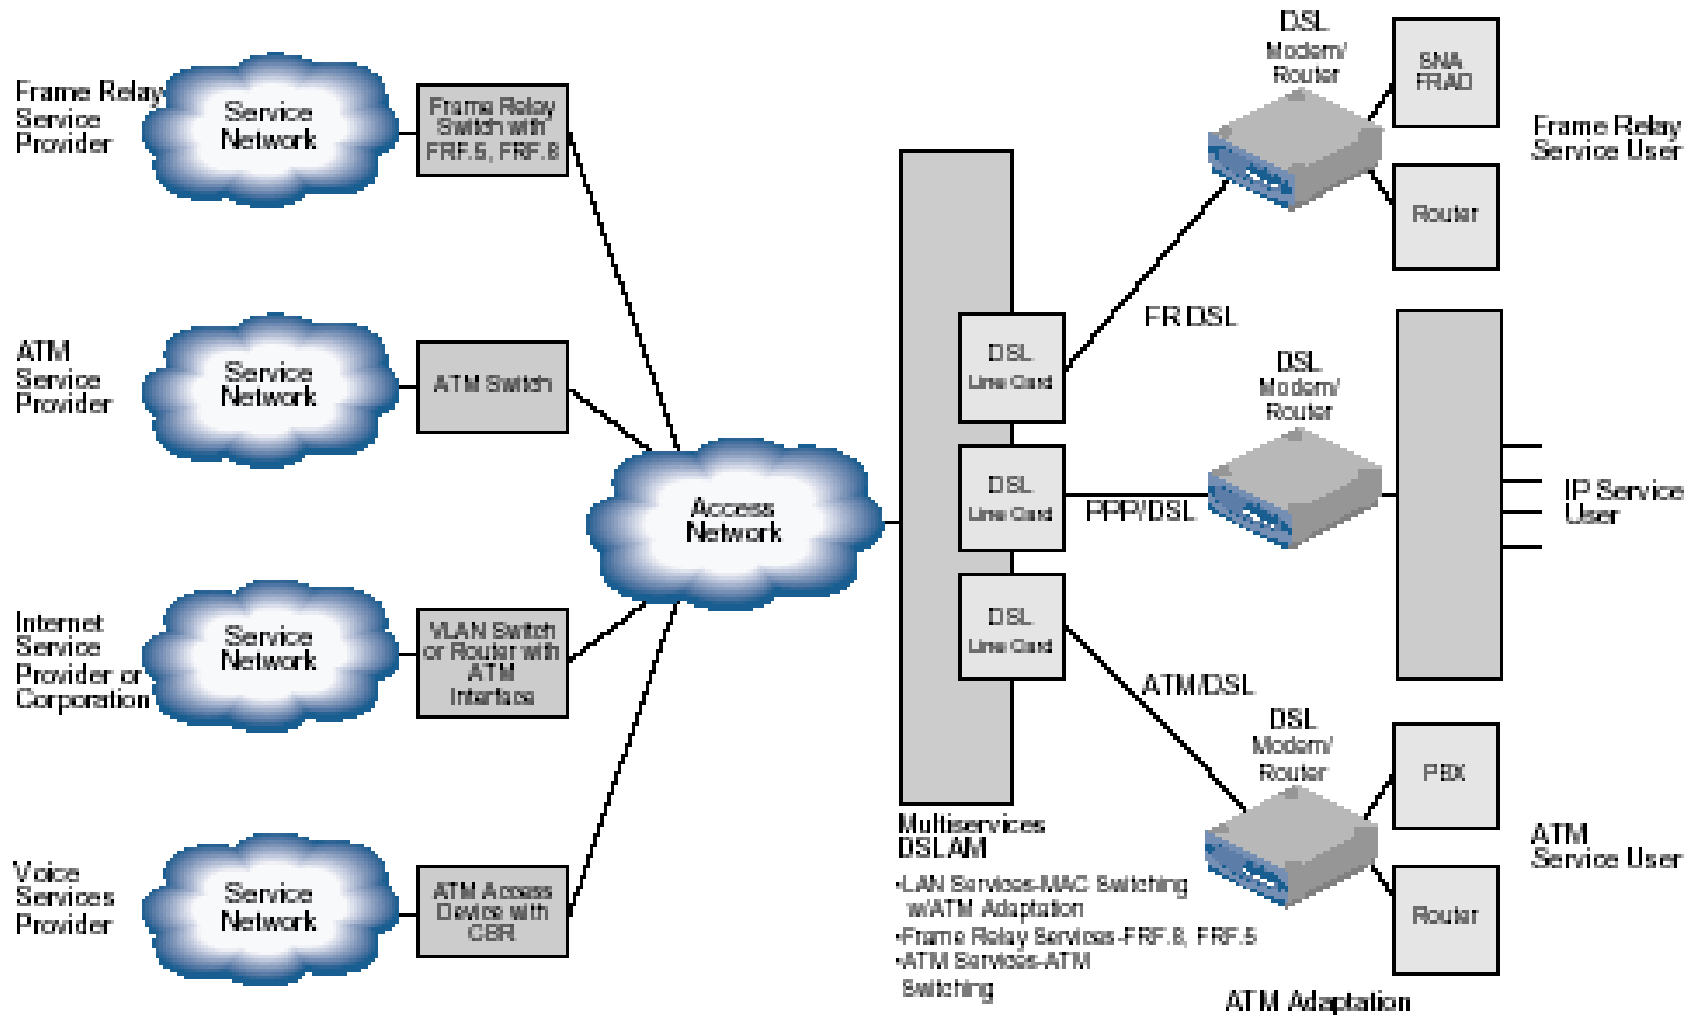 Frame Relay
Service
Provider
Service
Network
Frame Relay
Switch with
FRF.5, FRF.8
ATM
Service
Provider
Service
Network
ATM Switch
Internet
Service
Provider or
Corporation
Service
Network
VLAN Switch
or Router with
ATM
Interface
Voice
Services
Provider
Service
Network
ATM Access
Device with
CBR
Access
Network
DSL
Line Card
DSL
Line Card
DSL
Line Card
Multiservices
DSLAM
•LAN Services-MAC Switching
w/ATM Adaptation
•Frame Relay Services-FRF.8, FRF.5
•ATM Services-ATM
Switching
FR DSL
PPP/DSL
ATM/DSL
DSL
Modem/
Router
SNA
FRAD
Router
Frame Relay
Service User
DSL
Modem/
Router
IP Service
User
DSL
Modem/
Router
PBX
Router
ATM
Service User
ATM Adaptation